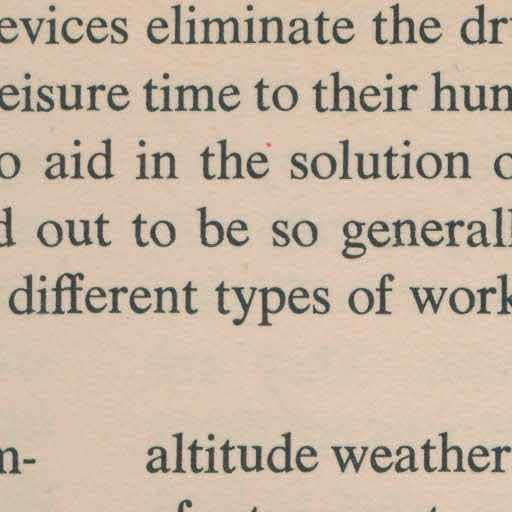 evices eliminate the dr
eisure time to their hum
o aid in the solution o
d out to be so generall
different types of work
m-
altitude weather